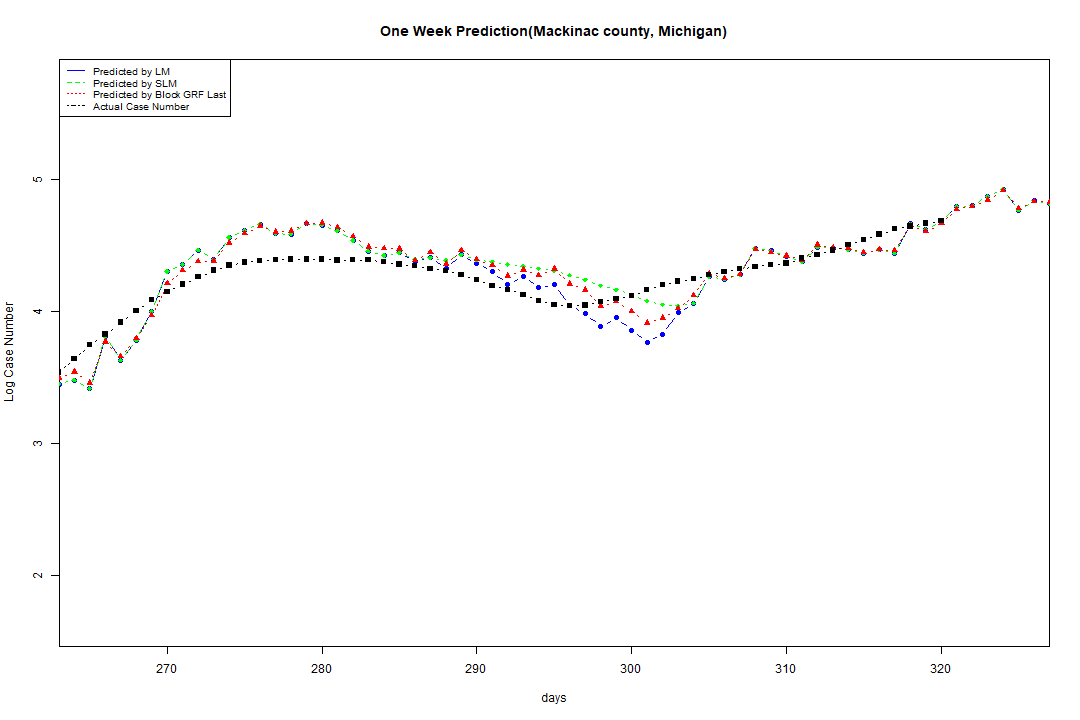 One Week Prediction(Mackinac county, Michigan)
Predicted by LM
Predicted by SLM
Predicted by Block GRF Last
Actual Case Number
Log Case Number
5
4
3
2
270 280 290 300 310 320
days